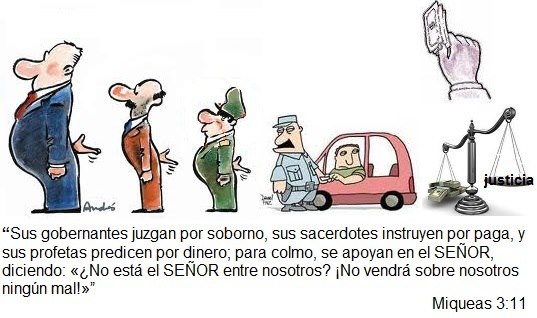 justicia
Andrés
“Sus gobernantes juzgan por soborno, sus sacerdotes instruyen por paga, y
sus profetas predicen por dinero; para colmo, se apoyan en el SEÑOR,
diciendo: «¿No está el SEÑOR entre nosotros? ¡No vendrá sobre nosotros
ningún mal!»”
Miqueas 3:11